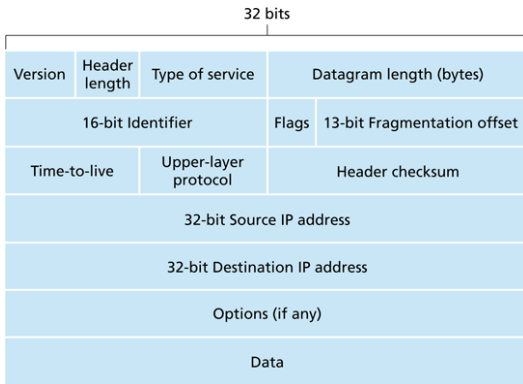 32 bits
Version
Header
length
Type of service
Datagram length (bytes)
16-bit Identifier
Flags
13-bit Fragmentation offset
Time-to-live
Upper-layer
protocol
Header checksum
32-bit Source IP address
32-bit Destination IP address
Options (if any)
Data